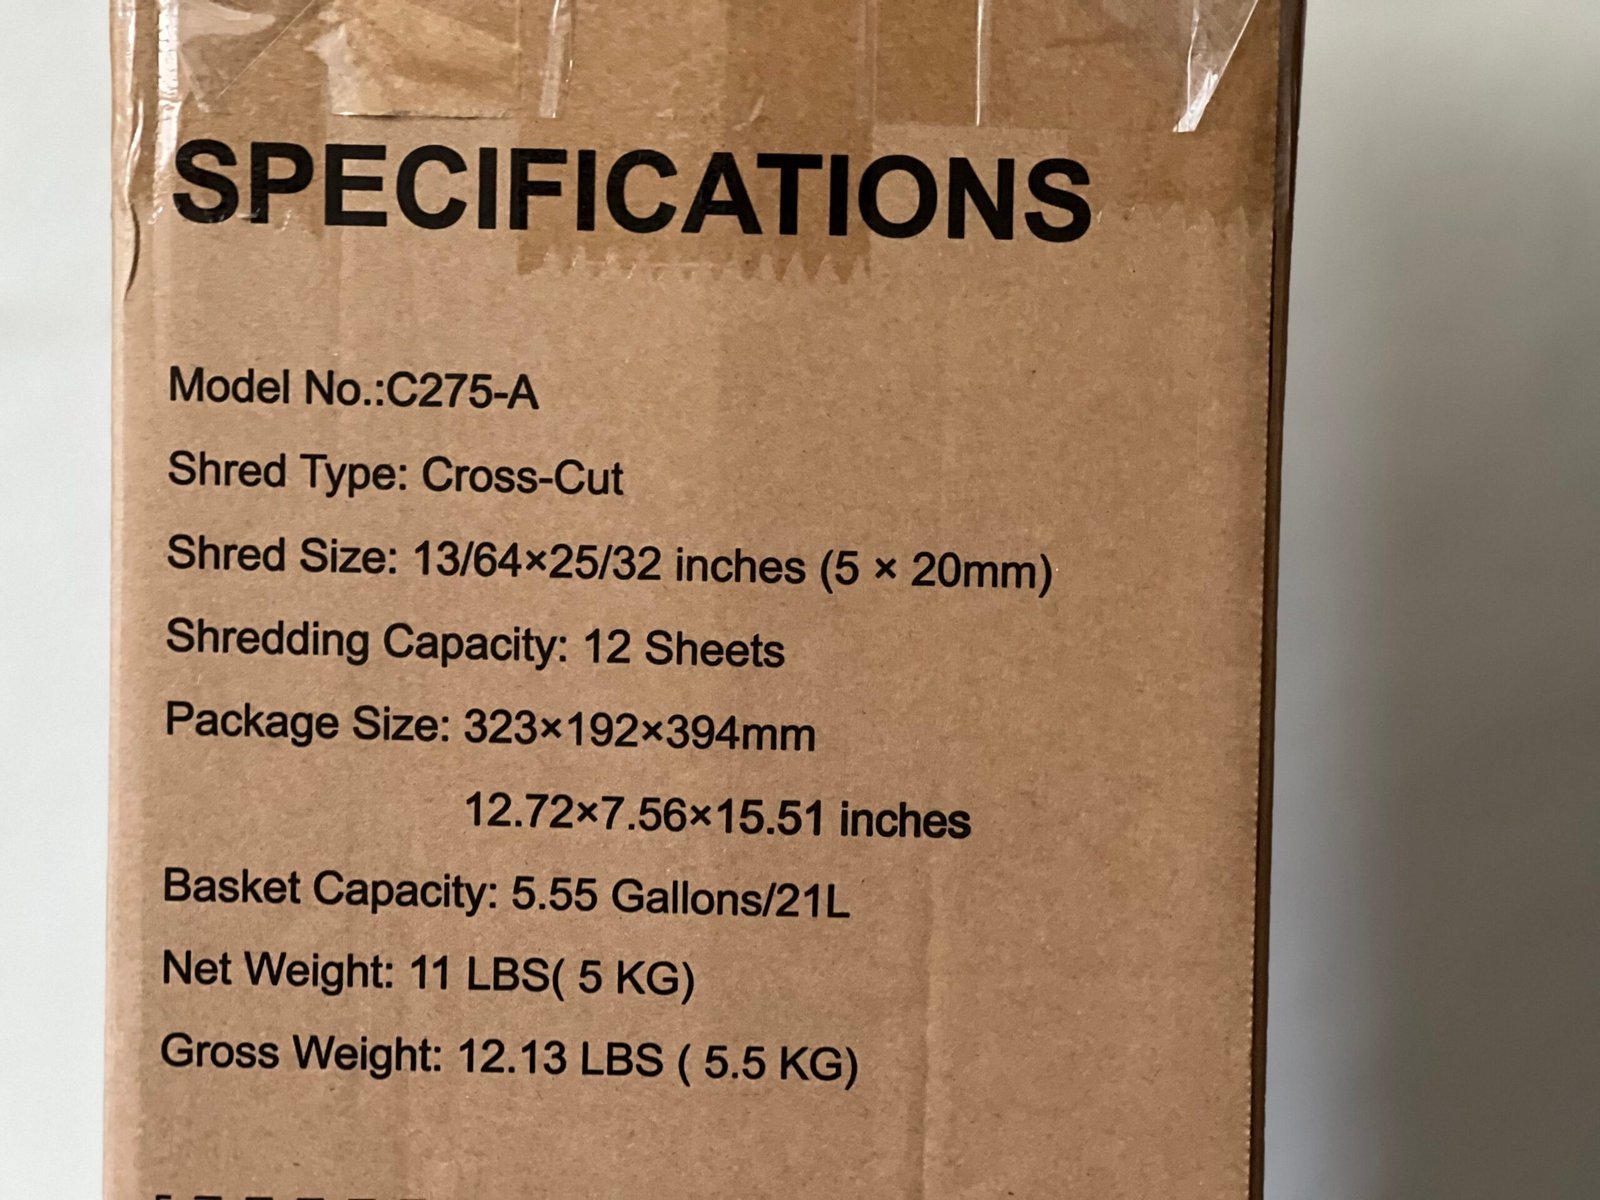 SPECIFICATIONS
Model No.:C275-A
Shred Type: Cross-Cut
Shred Size: 13/64×25/32 inches (5 × 20mm)
Shredding Capacity: 12 Sheets
Package Size: 323×192×394mm
12.72×7.56×15.51 inches
Basket Capacity: 5.55 Gallons/21L
Net Weight: 11 LBS( 5 KG)
Gross Weight: 12.13 LBS ( 5.5 KG)